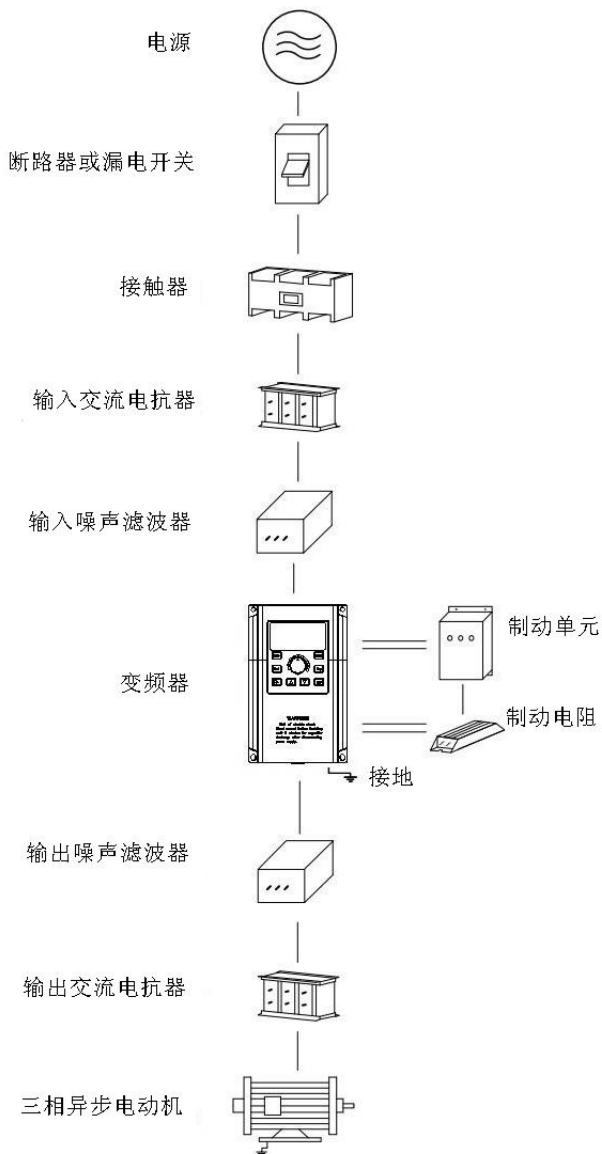 电源
断路器或漏电开关
接触器
输入交流电抗器
输入噪声滤波器
变频器
制动单元
制动电阻
接地
输出噪声滤波器
输出交流电抗器
三相异步电动机